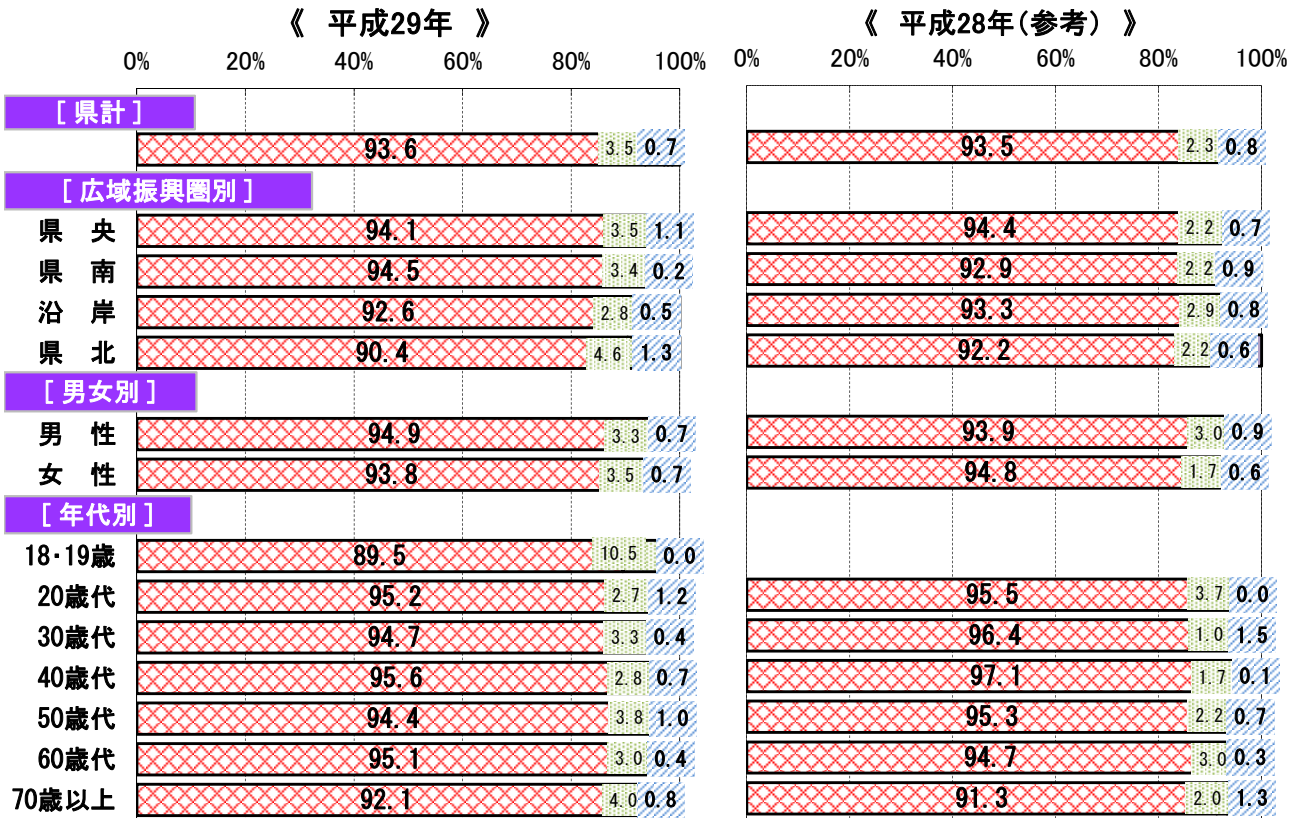 《 平成29年 》 《 平成28年(参考) 》
0% 20% 40% 60% 80% 100% 0% 20% 40% 60% 80% 100%
[ 県計 ]
93.6 3.5 0.7 93.5 2.3 0.8
[ 広域振興圏別 ]
県 央 94.1 3.5 1.1 94.4 2.2 0.7
県 南 94.5 3.4 0.2 92.9 2.2 0.9
沿 岸 92.6 2.8 0.5 93.3 2.9 0.8
県 北 90.4 4.6 1.3 92.2 2.2 0.6
[ 男女別 ]
男 性 94.9 3.3 0.7 93.9 3.0 0.9
女 性 93.8 3.5 0.7 94.8 1.7 0.6
[ 年代別 ]
18・19歳 89.5 10.5 0.0
20歳代 95.2 2.7 1.2 95.5 3.7 0.0
30歳代 94.7 3.3 0.4 96.4 1.0 1.5
40歳代 95.6 2.8 0.7 97.1 1.7 0.1
50歳代 94.4 3.8 1.0 95.3 2.2 0.7
60歳代 95.1 3.0 0.4 94.7 3.0 0.3
70歳以上 92.1 4.0 0.8 91.3 2.0 1.3